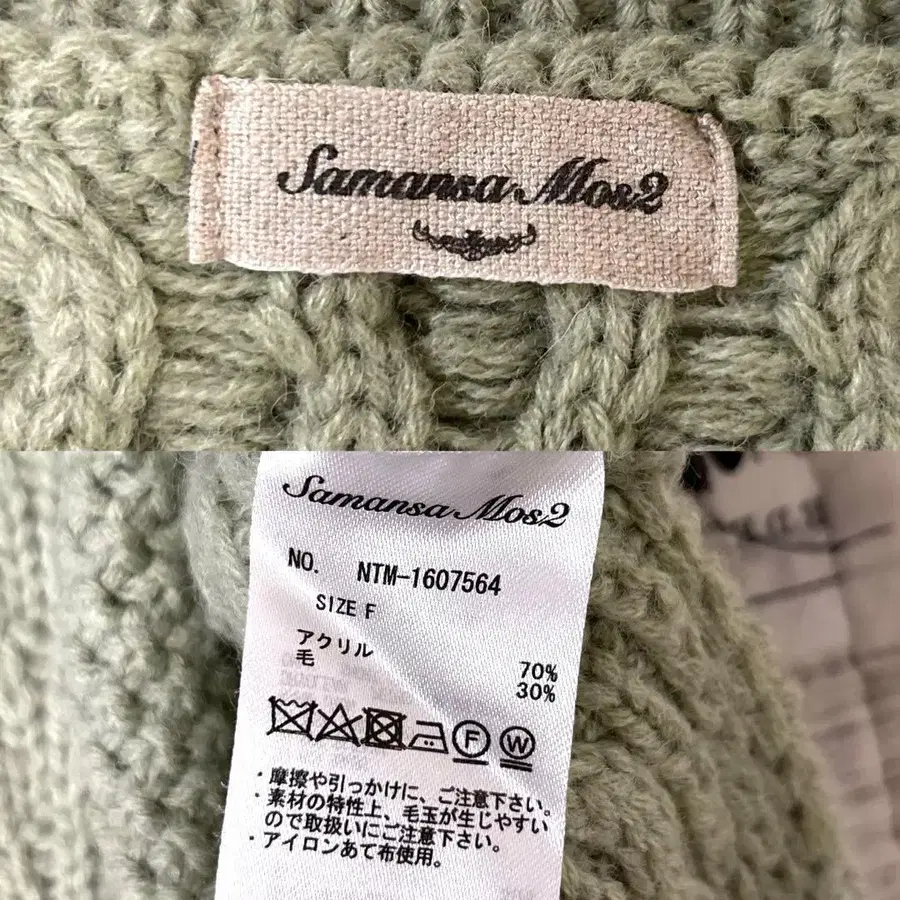 Samansa Mos2
Samansa Mos2
NO. NTM-1607564
SIZE F
アクリル 70%
毛 30%
F W
・摩擦や引っかけに、ご注意下さい。
・素材の特性上、毛玉が生じやすい
ので取扱いにご注意下さい。
・アイロンあて布使用。